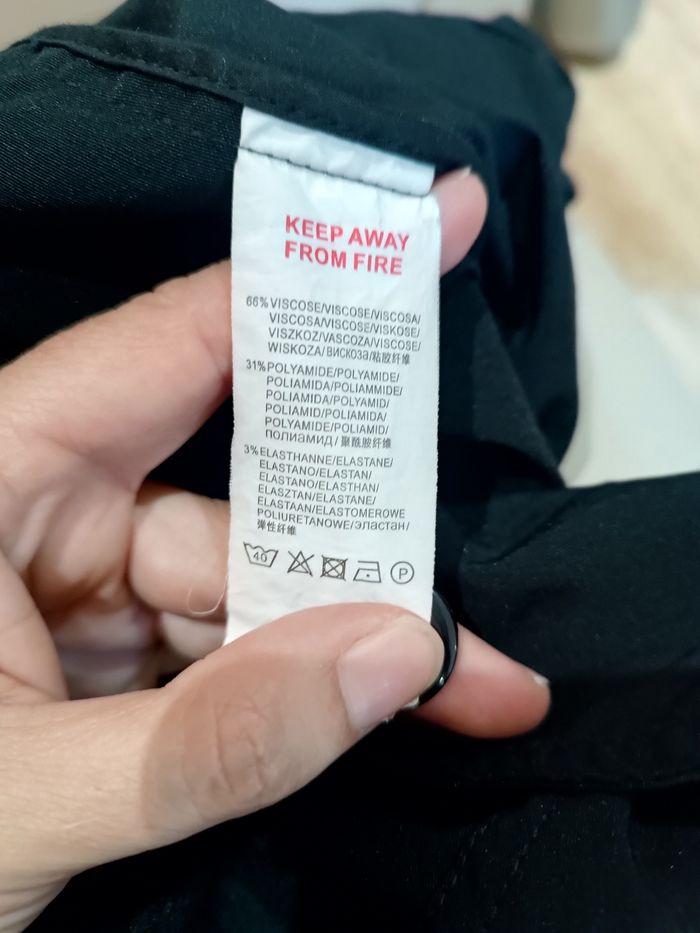 KEEP AWAY
FROM FIRE
66% VISCOSE/VISCOSE/VISCOSA/
VISCOSA/VISCOSE/VISKOSE/
VISZKOZ/VASCOZA/VISCOSE/
WISKOZA/ВИСКОЗа/粘胶纤维
31% POLYAMIDE/POLYAMIDE/
POLIAMIDA/POLIAMMIDE/
POLIAMIDA/POLYAMID/
POLIAMID/POLIAMIDA/
POLYAMIDE/POLIAMID/
ПОЛИАМИД/聚酰胺纤维
3% ELASTHANNE/ELASTANE/
ELASTANO/ELASTAN/
ELASTANO/ELASTHAN/
ELASZTAN/ELASTANE/
ELASTAAN/ELASTOMEROWE
POLIURETANOWE/эластан/
弹性纤维
40 P